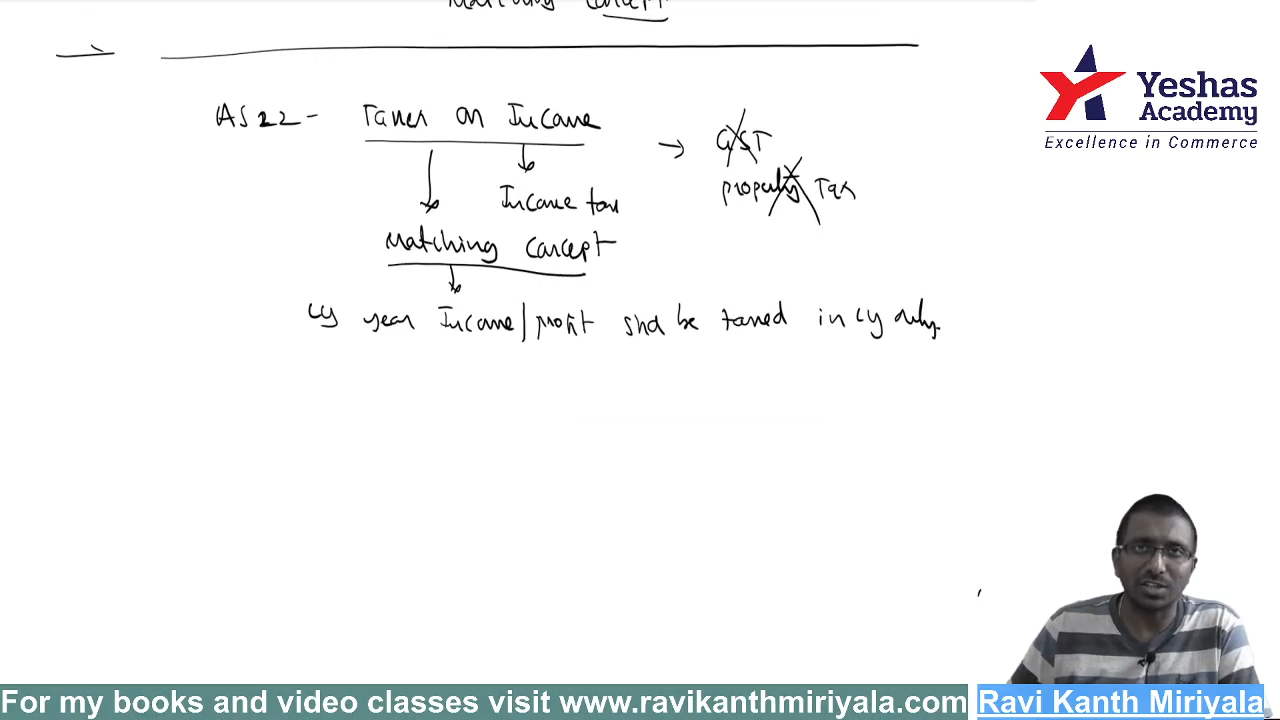 Matching Concept
AS 22 - Taxes on Income
→ GST
Income tax
property Tax
Matching Concept
cy year Income/profit shd be taxed in cy only.
Yeshas
Academy
Excellence in Commerce
For my books and video classes visit www.ravikanthmiriyala.com Ravi Kanth Miriyala